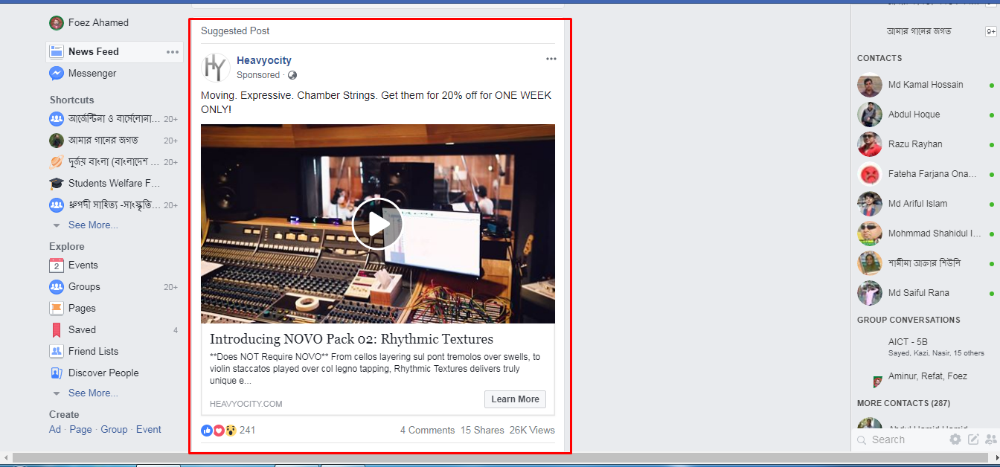 Foez Ahamed
News Feed
Messenger
Shortcuts
আর্জেন্টিনা ও বার্সেলোনা... 20+
আমার গানের জগত 20+
দূর্জয় বাংলা (বাংলাদেশ ... 20+
Students Welfare F...
ধ্রুপদী সাহিত্য -সাংস্কৃতি... 20+
See More...
Explore
2 Events
Groups 20+
Pages
Saved 4
Friend Lists
Discover People
See More...
Create
Ad · Page · Group · Event
Suggested Post
HY
Heavyocity
Sponsored ·
Moving. Expressive. Chamber Strings. Get them for 20% off for ONE WEEK
ONLY!
Introducing NOVO Pack 02: Rhythmic Textures
**Does NOT Require NOVO** From cellos layering sul pont tremolos over swells, to
violin staccatos played over col legno tapping, Rhythmic Textures delivers truly
unique e...
HEAVYOCITY.COM
Learn More
241
4 Comments 15 Shares 26K Views
আমার গানের জগত 9+
CONTACTS
Md Kamal Hossain
Abdul Hoque
Razu Rayhan
Fateha Farjana Ona...
Md Ariful Islam
Mohmmad Shahidul I...
শামীমা আক্তার শিউলি
Md Saiful Rana
GROUP CONVERSATIONS
AICT - 5B
Sayed, Kazi, Nasir, 15 others
Aminur, Refat, Foez
MORE CONTACTS (287)
Search